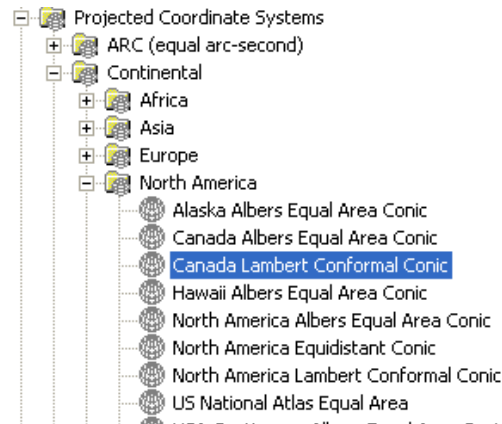 Projected Coordinate Systems
ARC (equal arc-second)
Continental
Africa
Asia
Europe
North America
Alaska Albers Equal Area Conic
Canada Albers Equal Area Conic
Canada Lambert Conformal Conic
Hawaii Albers Equal Area Conic
North America Albers Equal Area Conic
North America Equidistant Conic
North America Lambert Conformal Conic
US National Atlas Equal Area